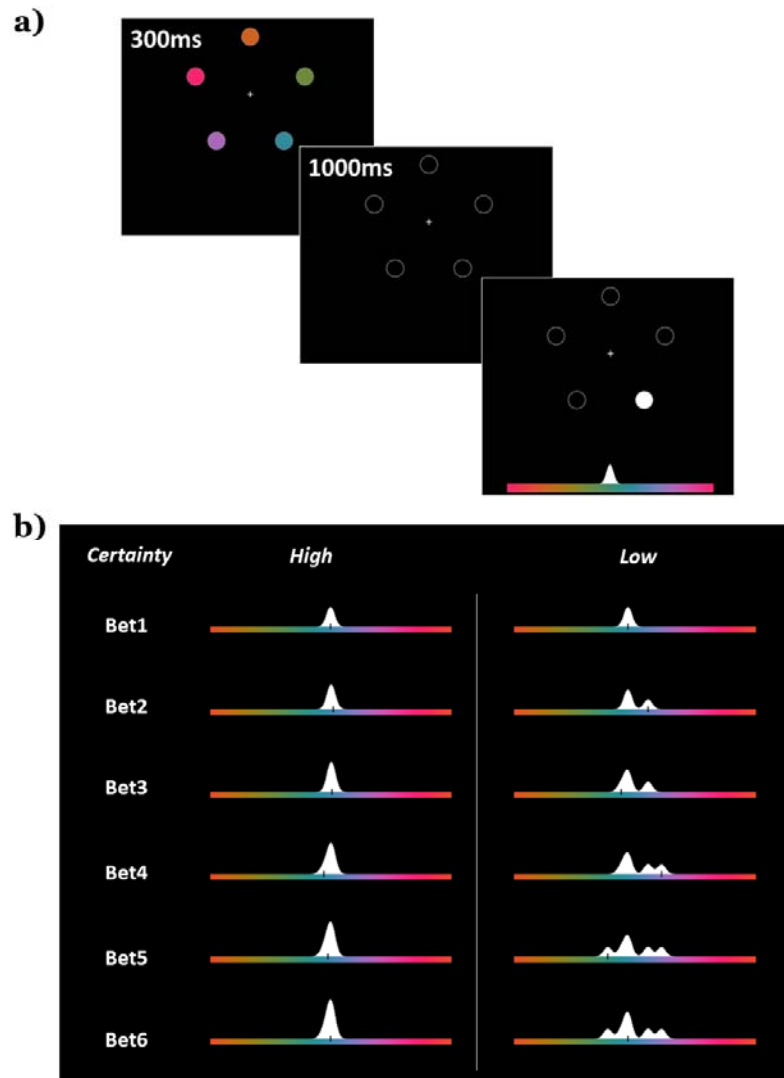 a)
300ms
1000ms
b)
Certainty High Low
Bet1
Bet2
Bet3
Bet4
Bet5
Bet6